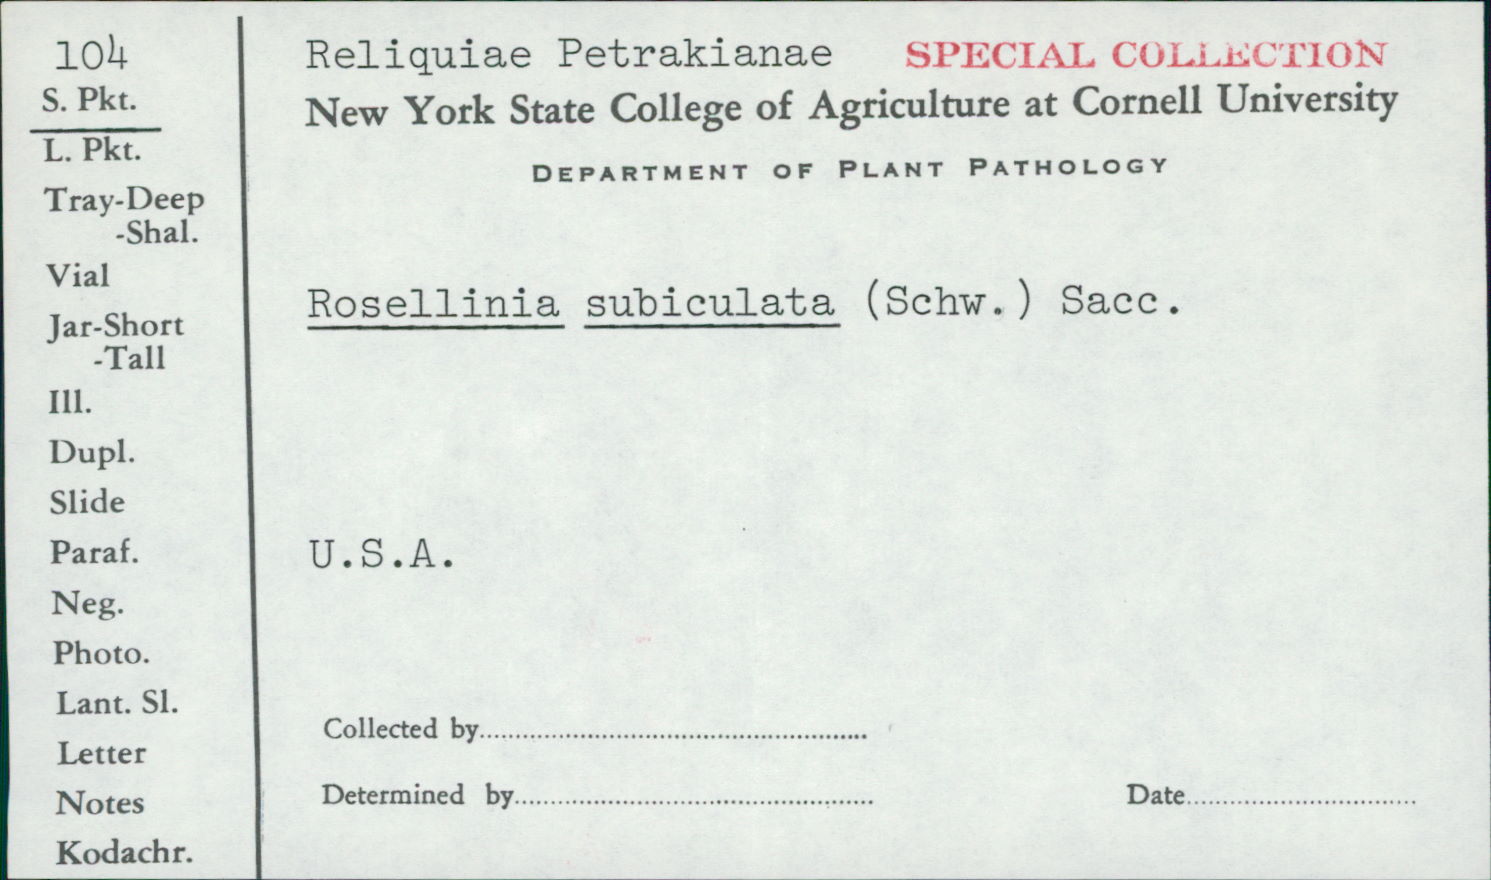 104
S. Pkt.
L. Pkt.
Tray-Deep
-Shal.
Vial
Jar-Short
-Tall
Ill.
Dupl.
Slide
Paraf.
Neg.
Photo.
Lant. Sl.
Letter
Notes
Kodachr.
Reliquiae Petrakianae SPECIAL COLLECTION
New York State College of Agriculture at Cornell University
DEPARTMENT OF PLANT PATHOLOGY
Rosellinia subiculata (Schw.) Sacc.
U.S.A.
Collected by
Determined by Date